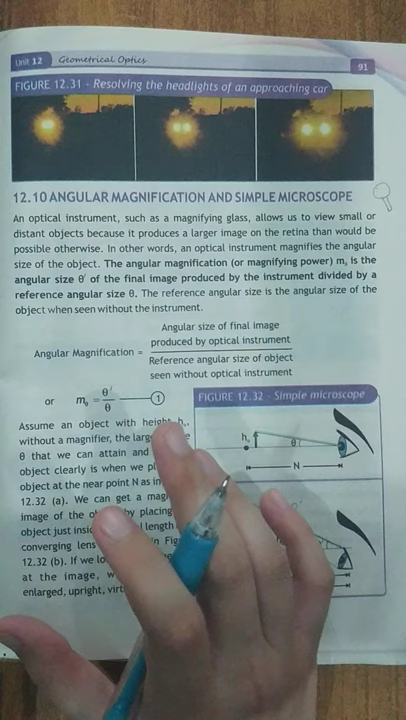 Unit 12 Geometrical Optics 91
FIGURE 12.31 - Resolving the headlights of an approaching car
12.10 ANGULAR MAGNIFICATION AND SIMPLE MICROSCOPE
An optical instrument, such as a magnifying glass, allows us to view small or
distant objects because it produces a larger image on the retina than would be
possible otherwise. In other words, an optical instrument magnifies the angular
size of the object. The angular magnification (or magnifying power) mₐ is the
angular size θ′ of the final image produced by the instrument divided by a
reference angular size θ. The reference angular size is the angular size of the
object when seen without the instrument.
Angular size of final image
produced by optical instrument
Angular Magnification =
Reference angular size of object
seen without optical instrument
or mₐ = θ′/θ 1
FIGURE 12.32 - Simple microscope
Assume an object with height hₒ,
without a magnifier, the
θ that we can attain and
object clearly is when we
object at the near point N as in
12.32 (a). We can get a
image of the by placing
object just length
converging lens in
12.32 (b). If we
at the image,
enlarged, upright,
hₒ
θ
N